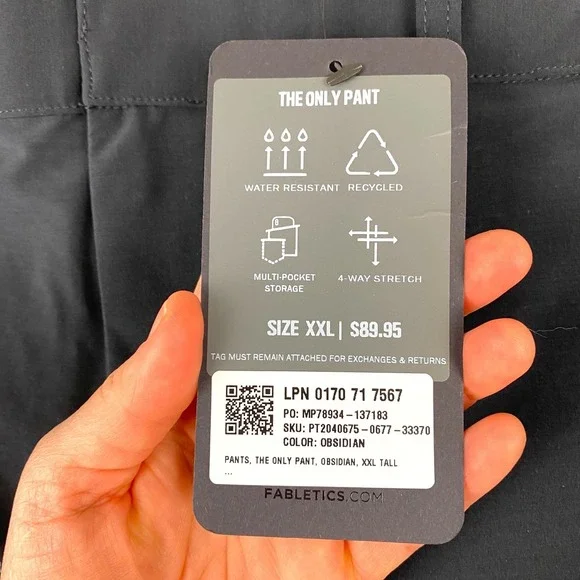 THE ONLY PANT
WATER RESISTANT RECYCLED
8
MULTI-POCKET
STORAGE
4-WAY STRETCH
SIZE XXL | $89.95
TAG MUST REMAIN ATTACHED FOR EXCHANGES & RETURNS
LPN 0170 71 7567
PO: MP78934-137183
SKU: PT2040675-0677-33370
COLOR: OBSIDIAN
PANTS, THE ONLY PANT, OBSIDIAN, XXL TALL
...
FABLETICS.COM